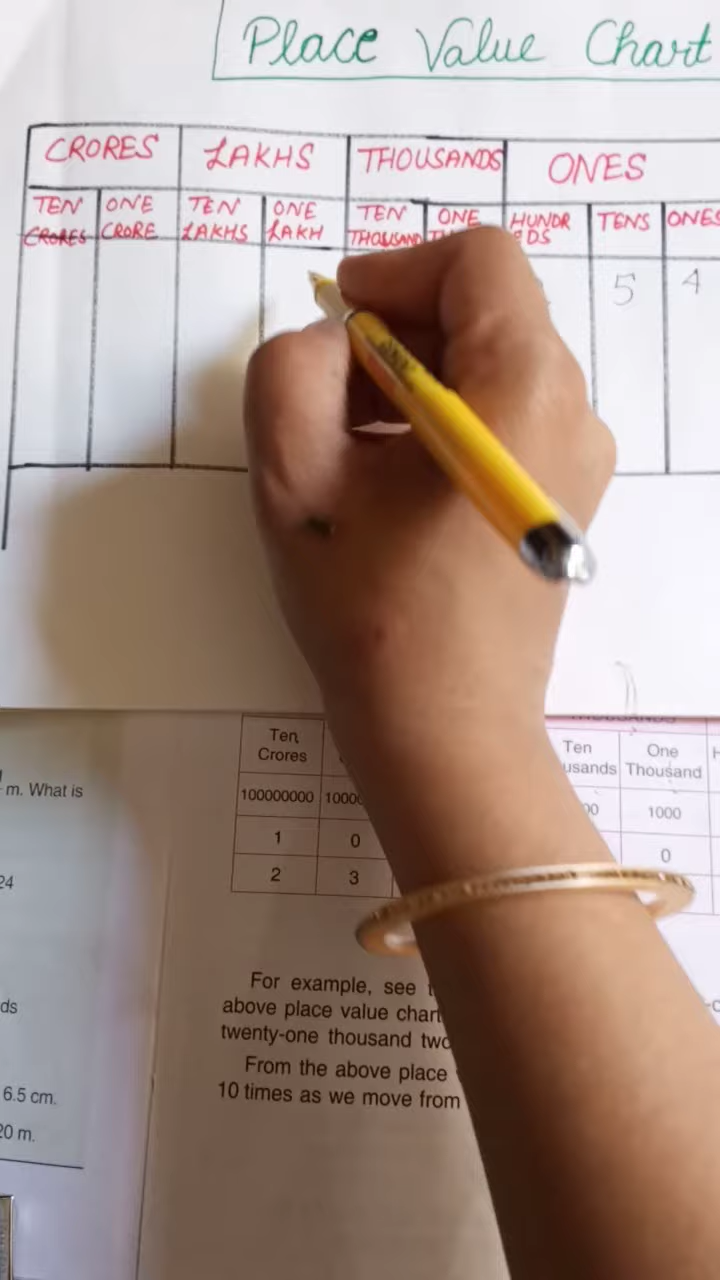 Place Value Chart
CRORES LAKHS THOUSANDS ONES
TEN CRORES ONE CRORE TEN LAKHS ONE LAKH TEN THOUSAND ONE HUNDR EDS TENS ONES
5 4
Ten Crores
100000000
1 0
2 3
Ten One Thousand
1000
0
m. What is
24
6.5 cm.
20 m.
For example, see
above place value chart
twenty-one thousand
From the above place
10 times as we move from